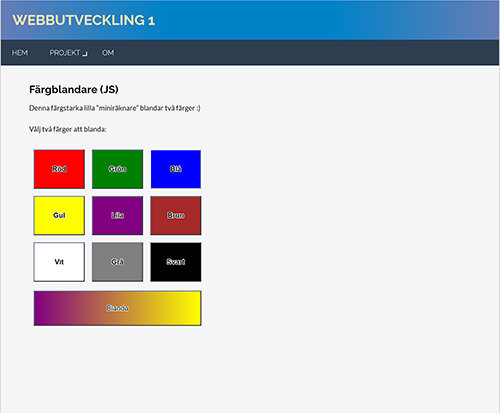 WEBBUTVECKLING 1
HEM PROJEKT OM
Färgblandare (JS)
Denna färgstarka lilla "miniräknare" blandar två färger :)
Välj två färger att blanda:
Röd Grön Blå
Gul Lila Brun
Vit Grå Svart
Blanda